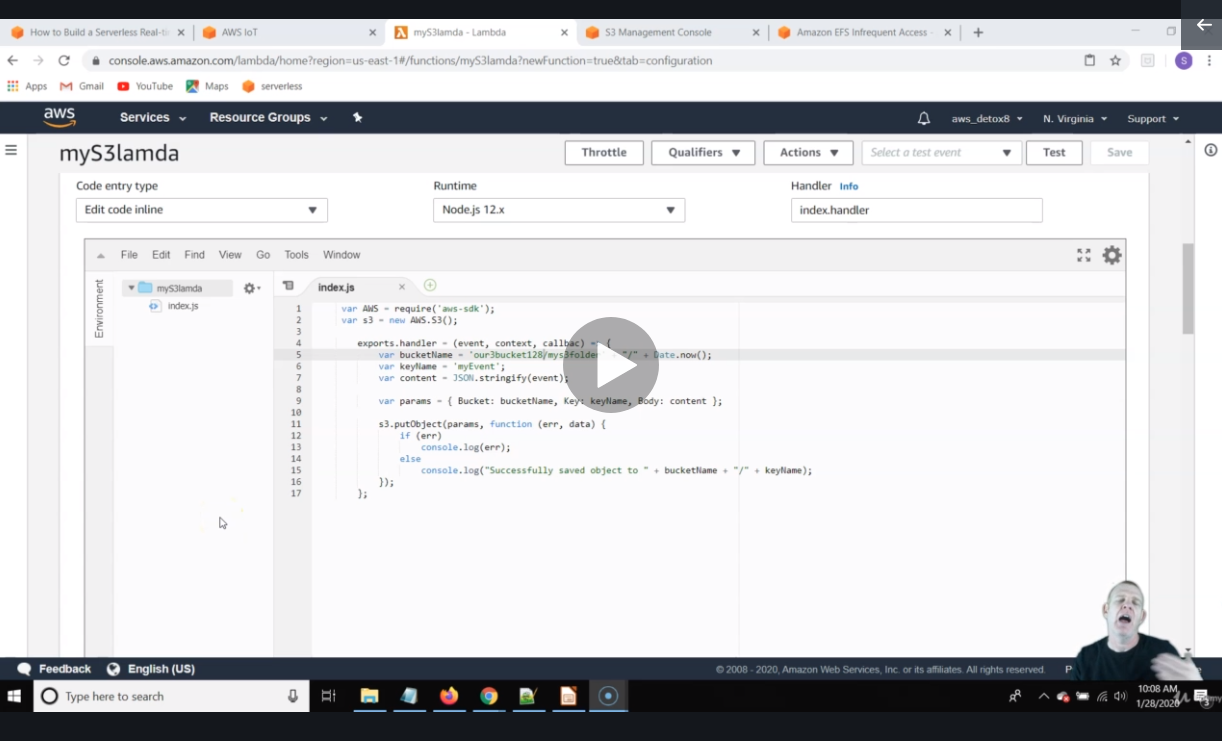 How to Build a Serverless Real-ti
AWS IoT
myS3lamda - Lambda
S3 Management Console
Amazon EFS Infrequent Access -
console.aws.amazon.com/lambda/home?region=us-east-1#/functions/myS3lamda?newFunction=true&tab=configuration
S
Apps
Gmail
YouTube
Maps
serverless
aws
Services
Resource Groups
aws_detox8
N. Virginia
Support
myS3lamda
Throttle
Qualifiers
Actions
Select a test event
Test
Save
Code entry type
Runtime
Handler Info
Edit code inline
Node.js 12.x
index.handler
File Edit Find View Go Tools Window
Environment
myS3lamda
index.js
index.js
1 var AWS = require('aws-sdk');
2 var s3 = new AWS.S3();
3
4 exports.handler = (event, context, callbac) => {
5 var bucketName = 'our3bucket128/mys3folder' + "/" + Date.now();
6 var keyName = 'myEvent';
7 var content = JSON.stringify(event);
8
9 var params = { Bucket: bucketName, Key: keyName, Body: content };
10
11 s3.putObject(params, function (err, data) {
12 if (err)
13 console.log(err);
14 else
15 console.log("Successfully saved object to " + bucketName + "/" + keyName);
16 });
17 };
Feedback
English (US)
© 2008 - 2020, Amazon Web Services, Inc. or its affiliates. All rights reserved.
Type here to search
10:08 AM
1/28/2020
3